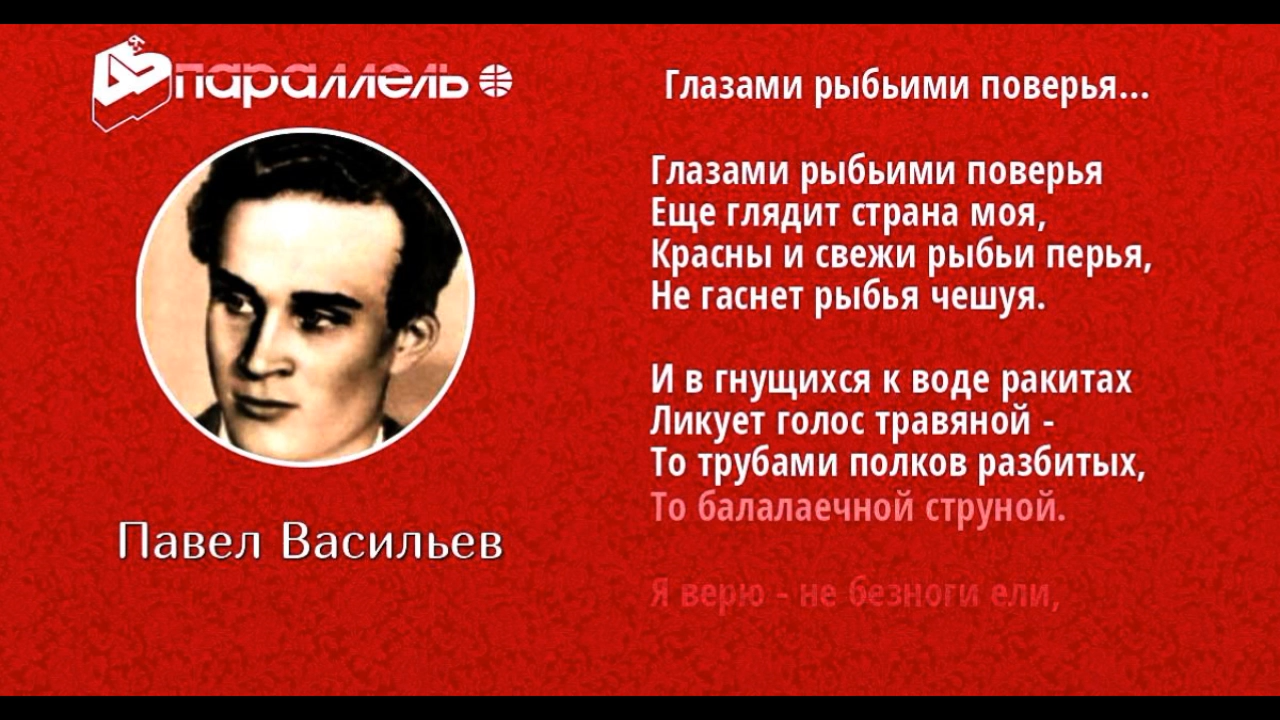 45 параллель
Глазами рыбьими поверья...
Глазами рыбьими поверья
Еще глядит страна моя,
Красны и свежи рыбьи перья,
Не гаснет рыбья чешуя.
И в гнущихся к воде ракитах
Ликует голос травяной -
То трубами полков разбитых,
То балалаечной струной.
Я верю - не безноги ели,
Павел Васильев